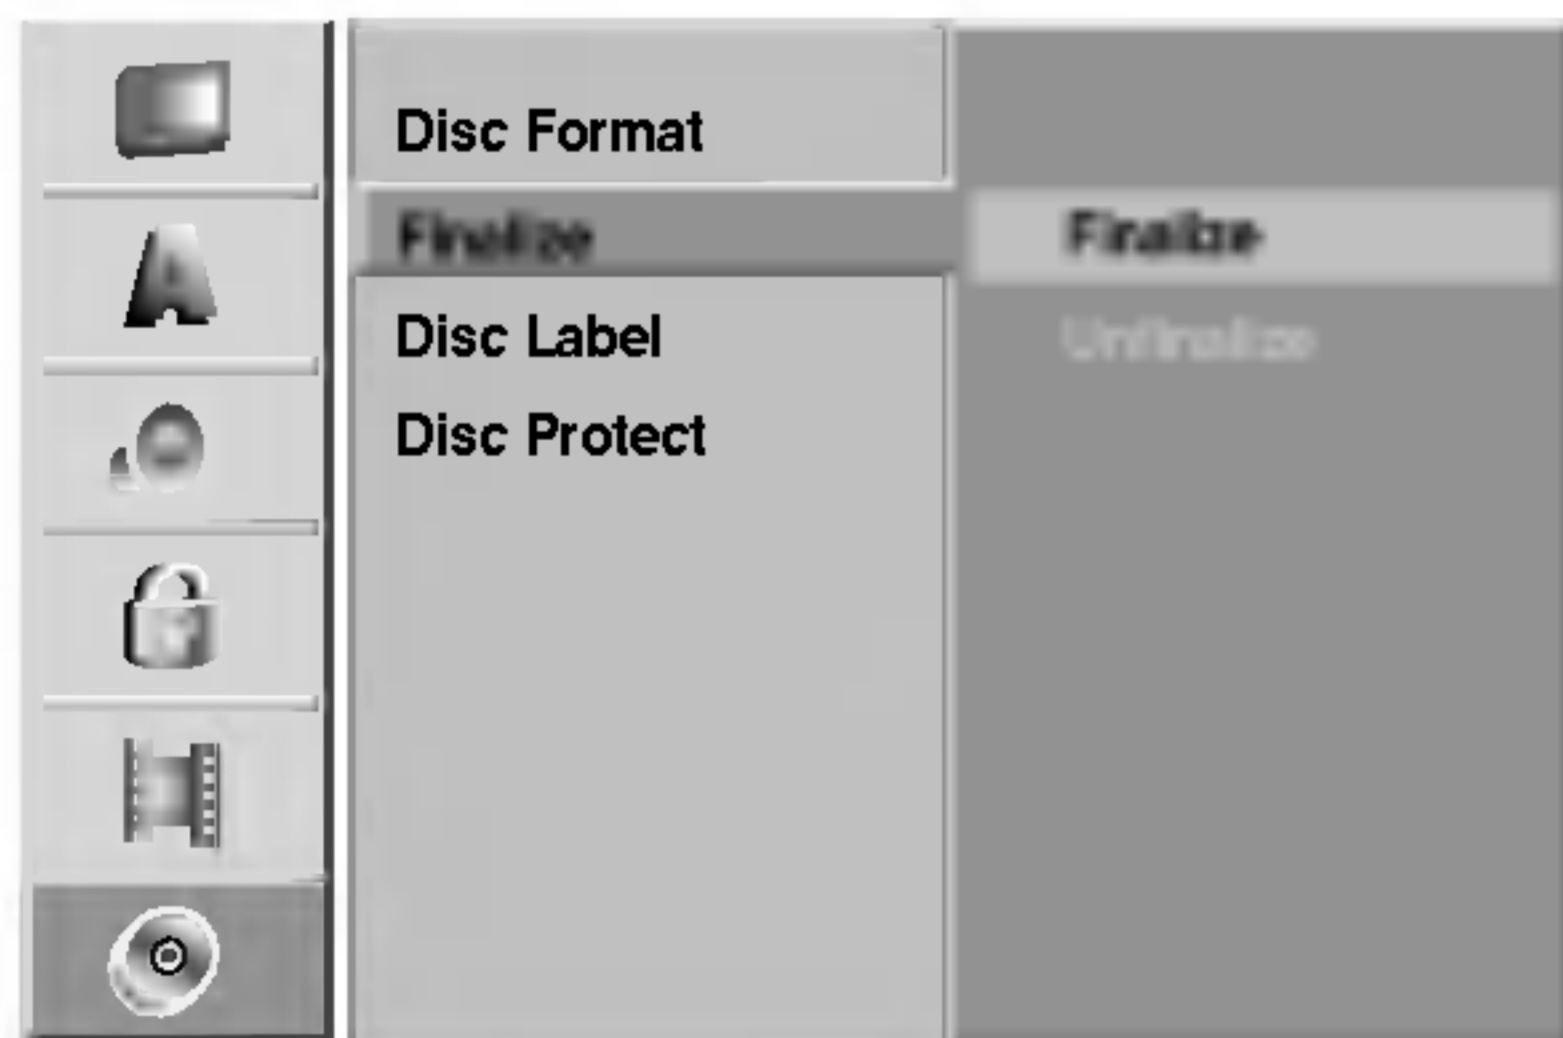 Disc Format
Finalize
Finalize
Unfinalize
Disc Label
Disc Protect